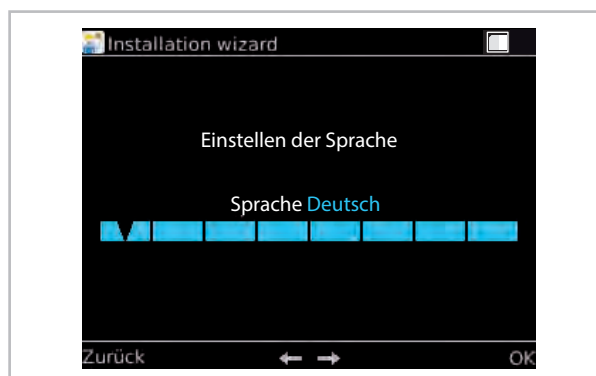 Installation wizard
Einstellen der Sprache
Sprache Deutsch
Zurück ← → OK